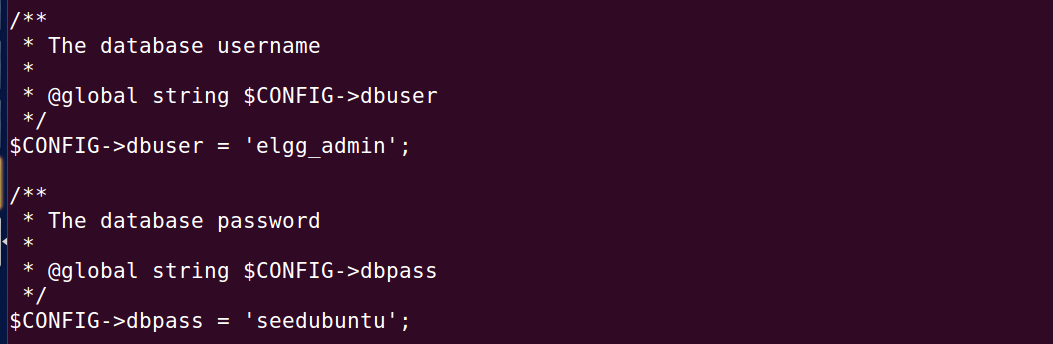 /**
 * The database username
 *
 * @global string $CONFIG->dbuser
 */
$CONFIG->dbuser = 'elgg_admin';
/**
 * The database password
 *
 * @global string $CONFIG->dbpass
 */
$CONFIG->dbpass = 'seedubuntu';